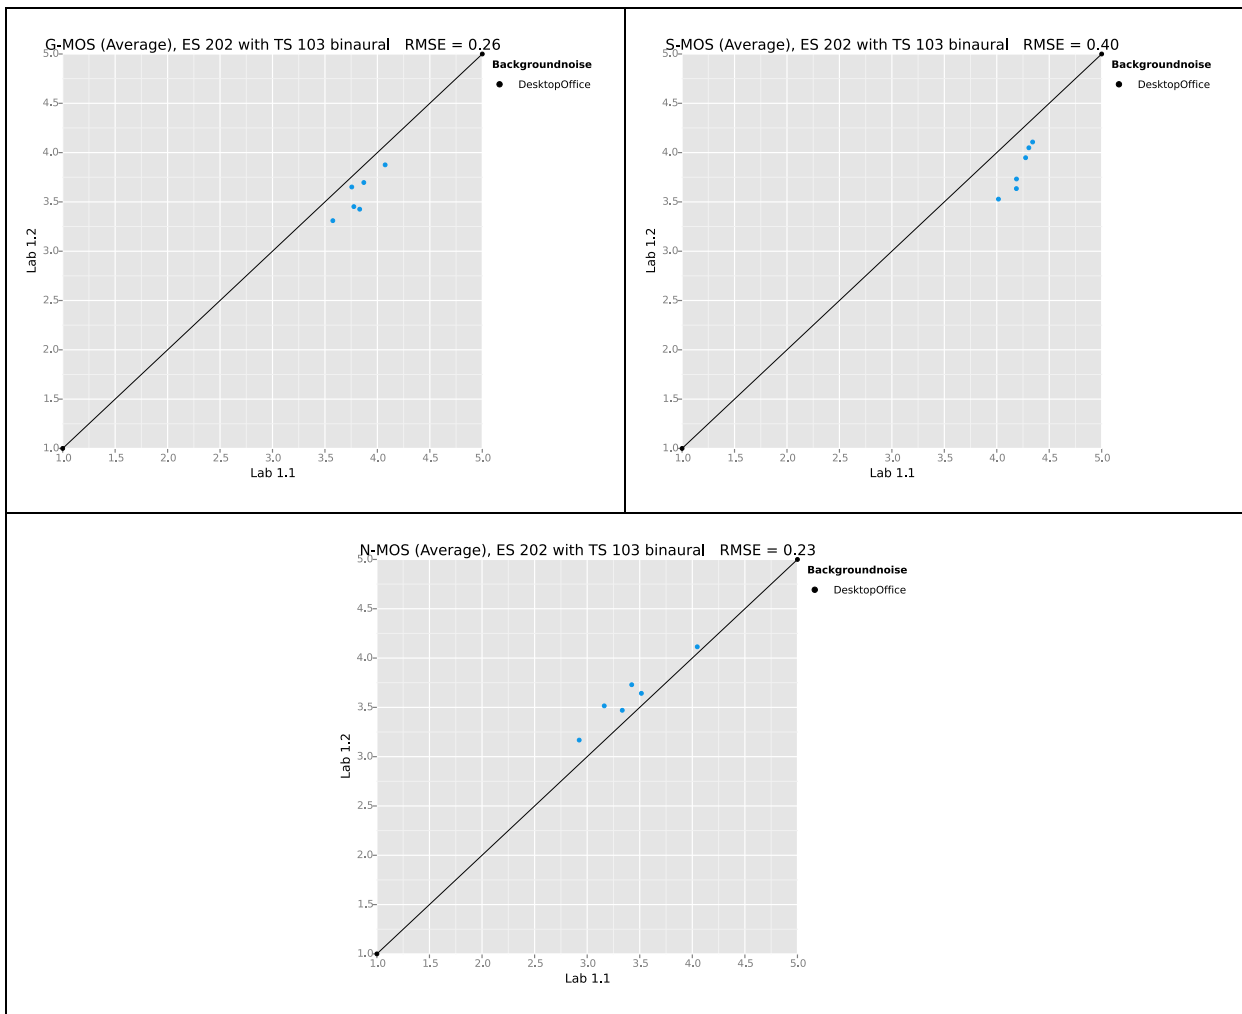 G-MOS (Average), ES 202 with TS 103 binaural RMSE = 0.26
5.0
4.5
4.0
3.5
3.0
2.5
2.0
1.5
1.0
Lab 1.2
1.0 1.5 2.0 2.5 3.0 3.5 4.0 4.5 5.0
Lab 1.1
Backgroundnoise
DesktopOffice
S-MOS (Average), ES 202 with TS 103 binaural RMSE = 0.40
5.0
4.5
4.0
3.5
3.0
2.5
2.0
1.5
1.0
Lab 1.2
1.0 1.5 2.0 2.5 3.0 3.5 4.0 4.5 5.0
Lab 1.1
Backgroundnoise
DesktopOffice
N-MOS (Average), ES 202 with TS 103 binaural RMSE = 0.23
5.0
4.5
4.0
3.5
3.0
2.5
2.0
1.5
1.0
Lab 1.2
1.0 1.5 2.0 2.5 3.0 3.5 4.0 4.5 5.0
Lab 1.1
Backgroundnoise
DesktopOffice